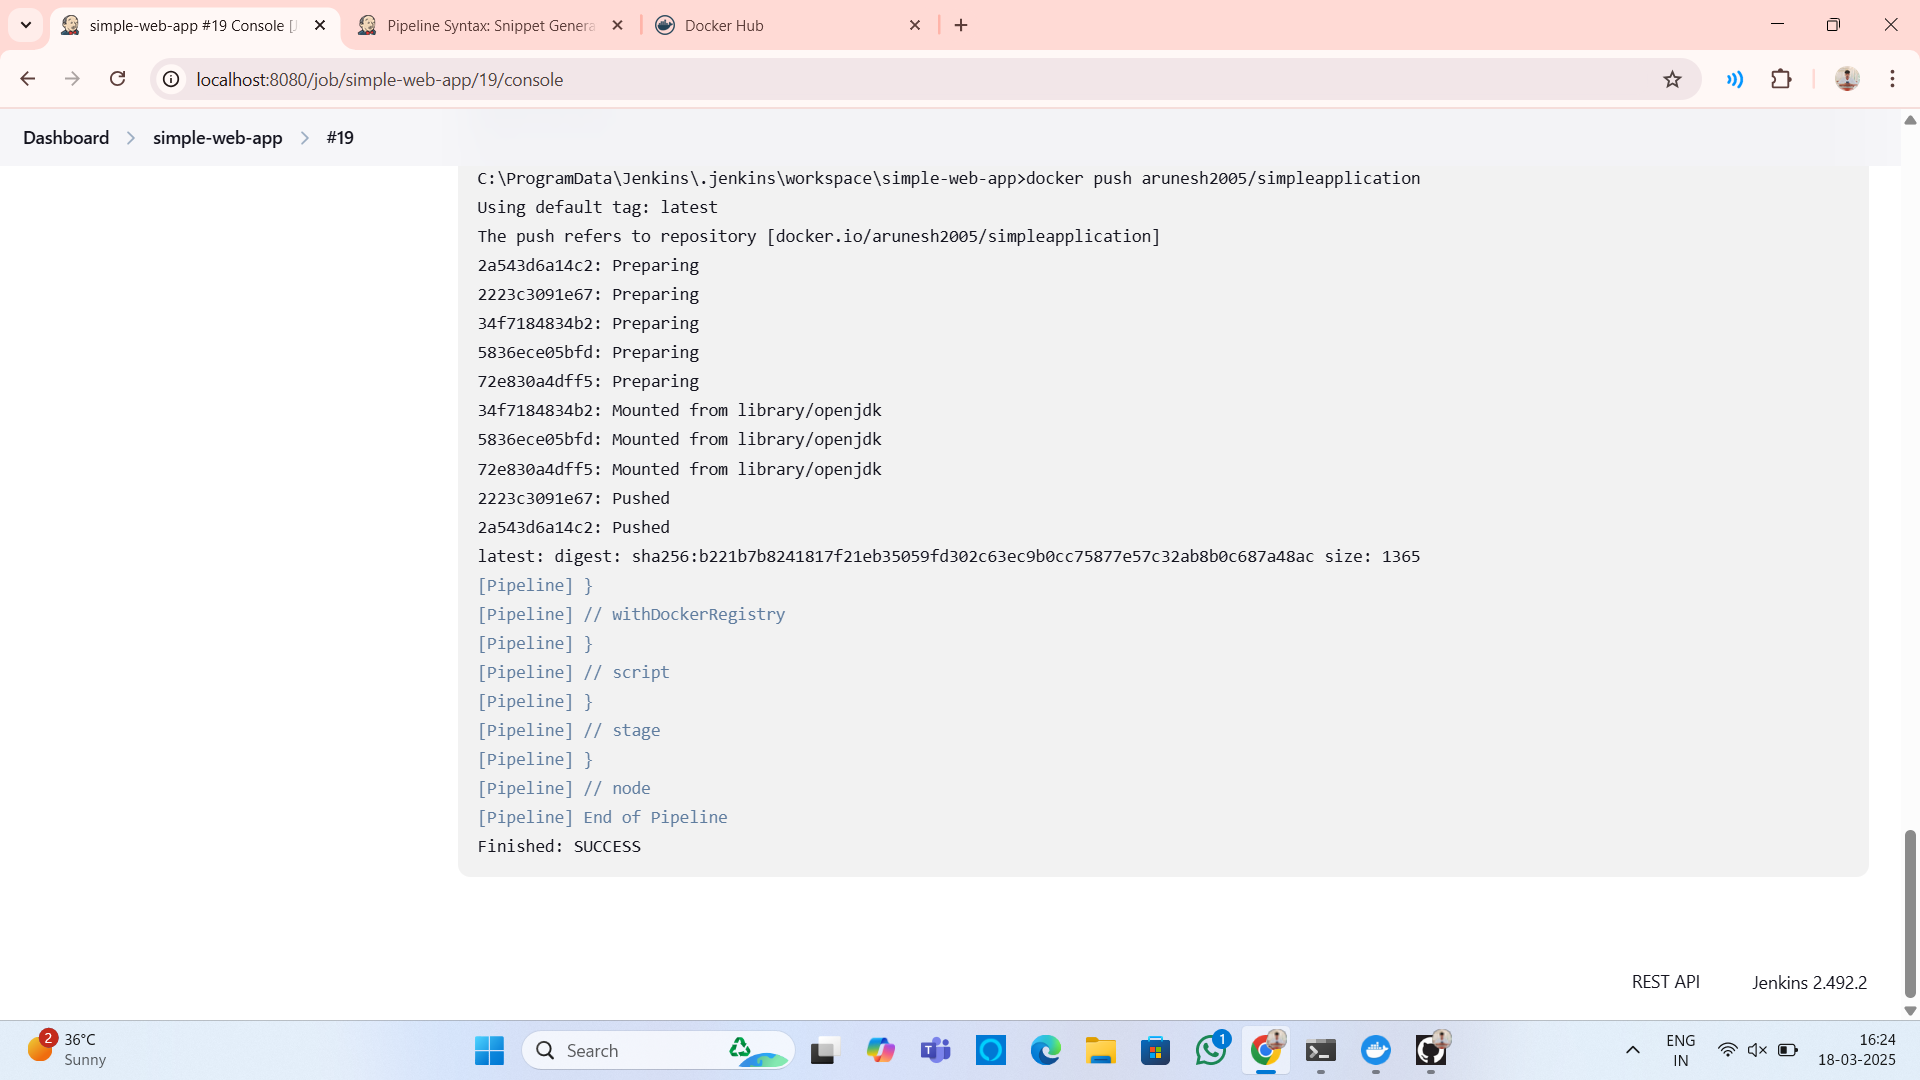 simple-web-app #19 Console [J
Pipeline Syntax: Snippet Genera
Docker Hub
localhost:8080/job/simple-web-app/19/console
Dashboard
simple-web-app
#19
C:\ProgramData\Jenkins\.jenkins\workspace\simple-web-app>docker push arunesh2005/simpleapplication
Using default tag: latest
The push refers to repository [docker.io/arunesh2005/simpleapplication]
2a543d6a14c2: Preparing
2223c3091e67: Preparing
34f7184834b2: Preparing
5836ece05bfd: Preparing
72e830a4dff5: Preparing
34f7184834b2: Mounted from library/openjdk
5836ece05bfd: Mounted from library/openjdk
72e830a4dff5: Mounted from library/openjdk
2223c3091e67: Pushed
2a543d6a14c2: Pushed
latest: digest: sha256:b221b7b8241817f21eb35059fd302c63ec9b0cc75877e57c32ab8b0c687a48ac size: 1365
[Pipeline] }
[Pipeline] // withDockerRegistry
[Pipeline] }
[Pipeline] // script
[Pipeline] }
[Pipeline] // stage
[Pipeline] }
[Pipeline] // node
[Pipeline] End of Pipeline
Finished: SUCCESS
REST API
Jenkins 2.492.2
2
36°C
Sunny
Search
1
ENG
IN
16:24
18-03-2025